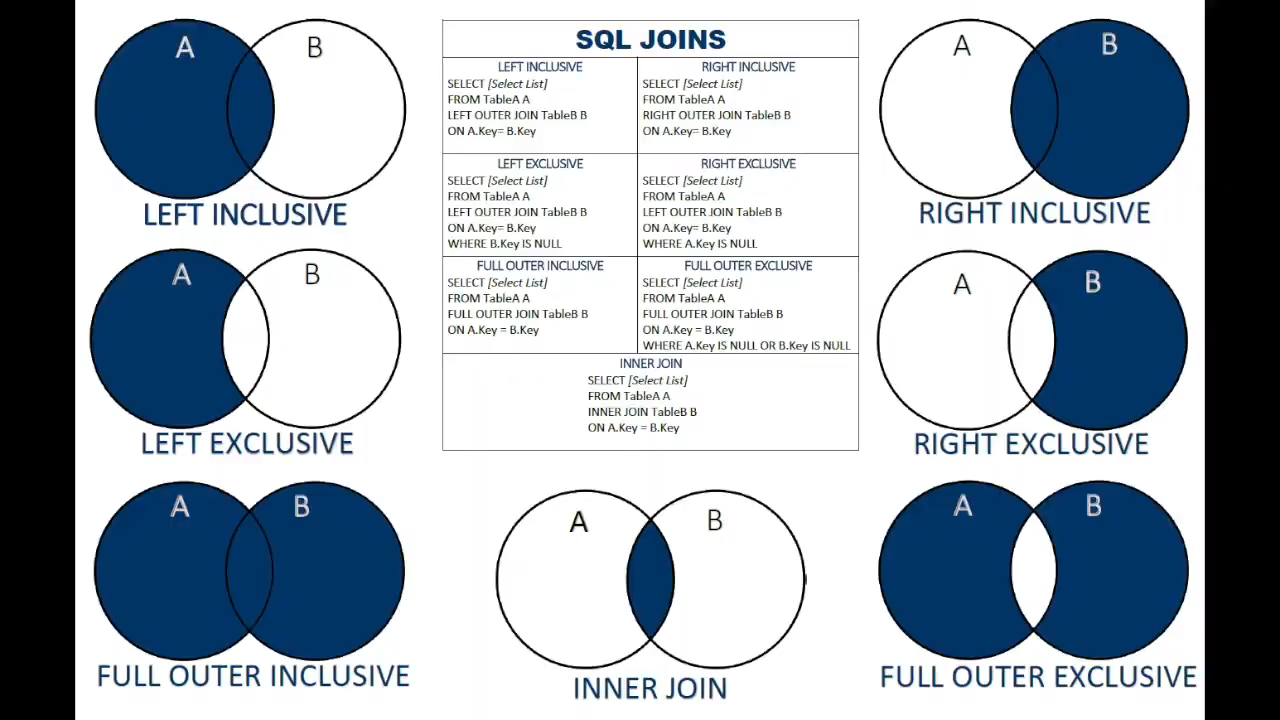 A B
LEFT INCLUSIVE
A B
LEFT EXCLUSIVE
A B
FULL OUTER INCLUSIVE
SQL JOINS
LEFT INCLUSIVE
SELECT [Select List]
FROM TableA A
LEFT OUTER JOIN TableB B
ON A.Key= B.Key
RIGHT INCLUSIVE
SELECT [Select List]
FROM TableA A
RIGHT OUTER JOIN TableB B
ON A.Key= B.Key
LEFT EXCLUSIVE
SELECT [Select List]
FROM TableA A
LEFT OUTER JOIN TableB B
ON A.Key= B.Key
WHERE B.Key IS NULL
RIGHT EXCLUSIVE
SELECT [Select List]
FROM TableA A
LEFT OUTER JOIN TableB B
ON A.Key= B.Key
WHERE A.Key IS NULL
FULL OUTER INCLUSIVE
SELECT [Select List]
FROM TableA A
FULL OUTER JOIN TableB B
ON A.Key = B.Key
FULL OUTER EXCLUSIVE
SELECT [Select List]
FROM TableA A
FULL OUTER JOIN TableB B
ON A.Key = B.Key
WHERE A.Key IS NULL OR B.Key IS NULL
INNER JOIN
SELECT [Select List]
FROM TableA A
INNER JOIN TableB B
ON A.Key = B.Key
A B
INNER JOIN
A B
RIGHT INCLUSIVE
A B
RIGHT EXCLUSIVE
A B
FULL OUTER EXCLUSIVE